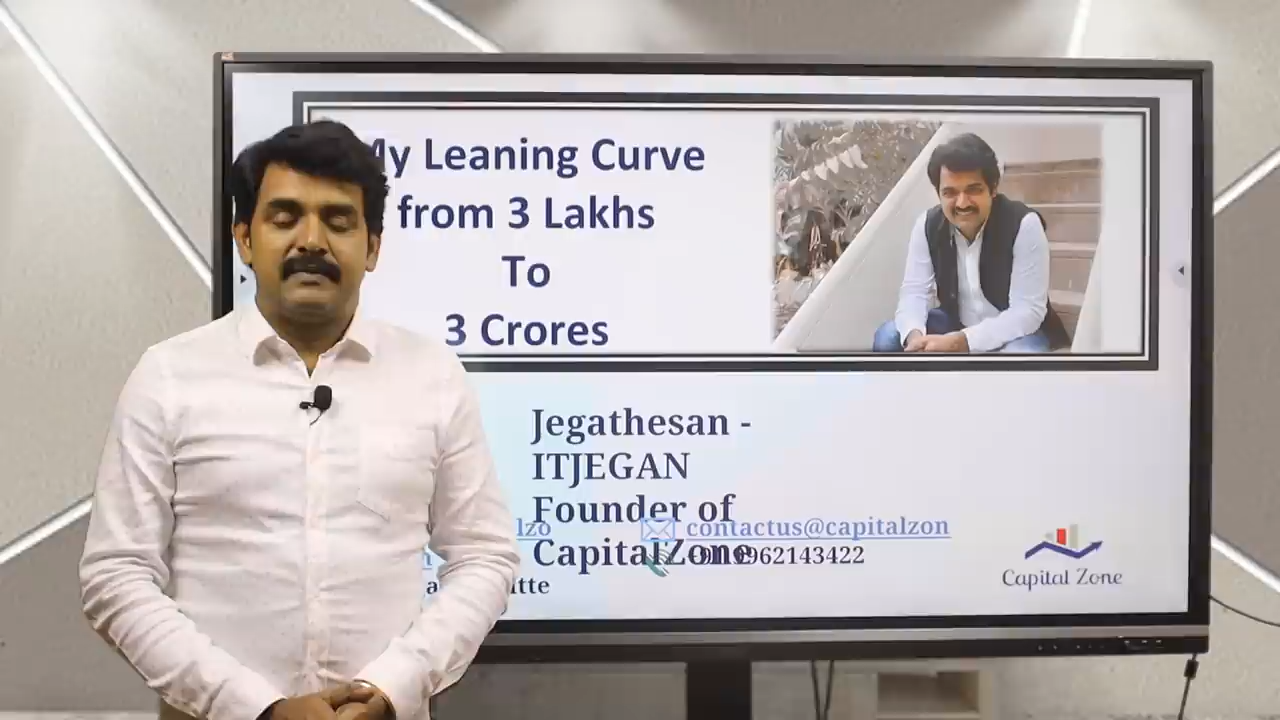 My Leaning Curve
from 3 Lakhs
To
3 Crores
Jegathesan -
ITJEGAN
Founder of
CapitalZone
contactus@capitalzon
Capital Zone